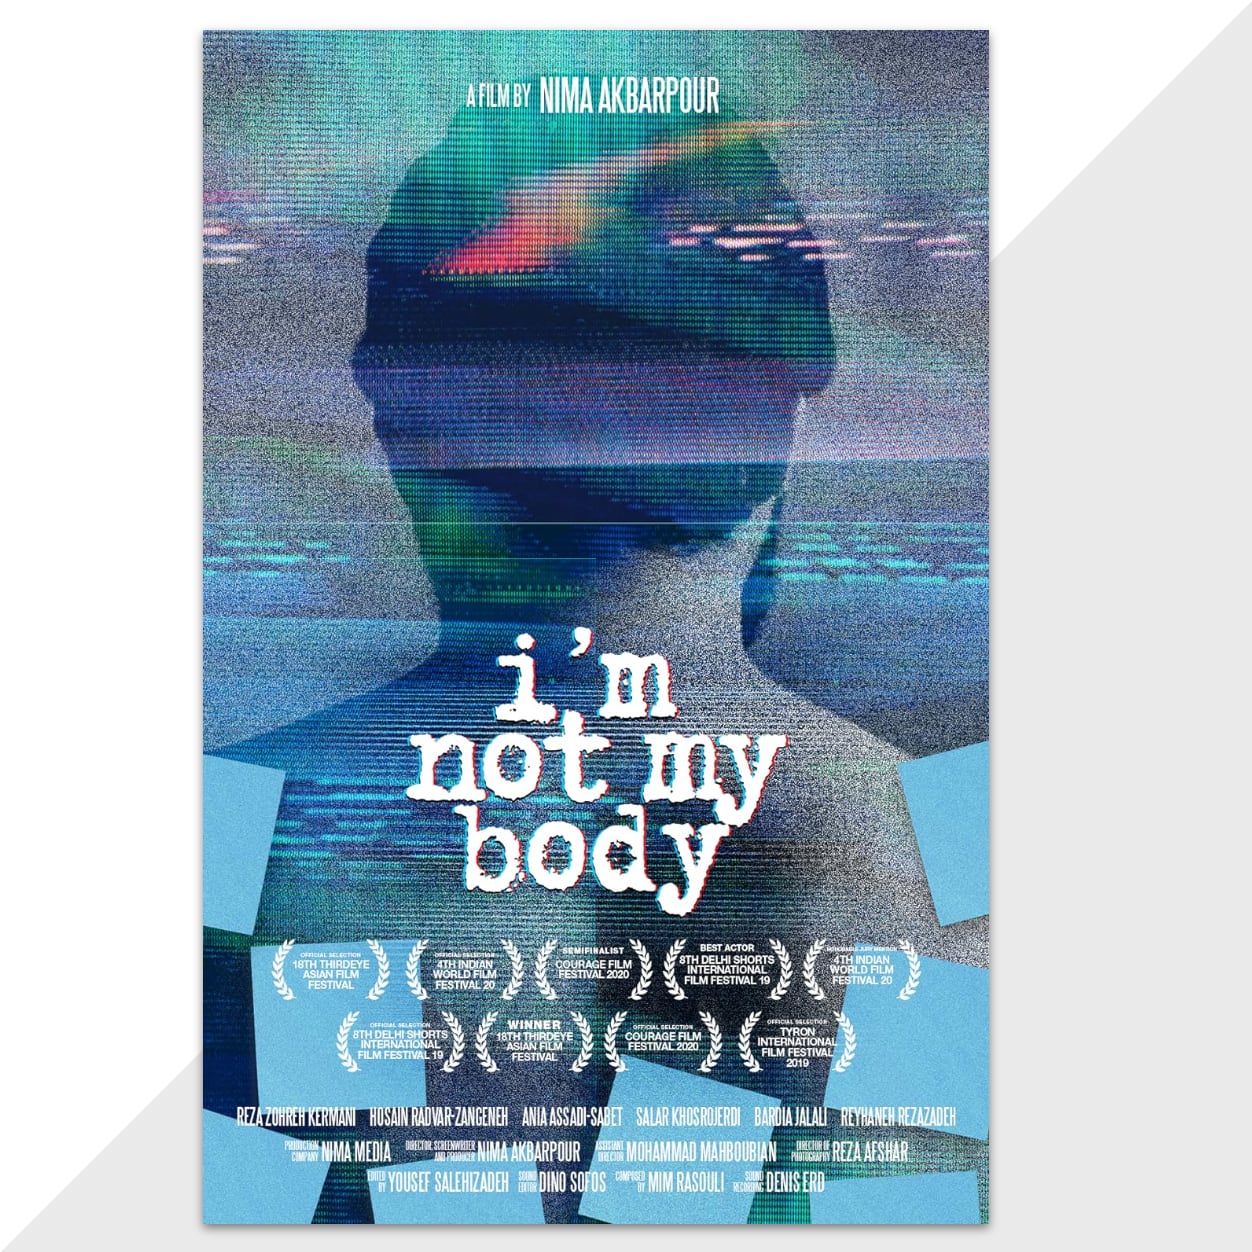 A FILM BY NIMA AKBARPOUR
i'm
not my
body
OFFICIAL SELECTION
18TH THIRDEYE
ASIAN FILM
FESTIVAL
OFFICIAL SELECTION
4TH INDIAN
WORLD FILM
FESTIVAL 20
SEMIFINALIST
COURAGE FILM
FESTIVAL 2020
BEST ACTOR
8TH DELHI SHORTS
INTERNATIONAL
FILM FESTIVAL 19
HONORABLE JURY MENTION
4TH INDIAN
WORLD FILM
FESTIVAL 20
OFFICIAL SELECTION
8TH DELHI SHORTS
INTERNATIONAL
FILM FESTIVAL 19
WINNER
18TH THIRDEYE
ASIAN FILM
FESTIVAL
OFFICIAL SELECTION
COURAGE FILM
FESTIVAL 2020
OFFICIAL SELECTION
TYRON
INTERNATIONAL
FILM FESTIVAL
2019
REZA ZOHREH KERMANI HUSAIN RADVAR-ZANGENEH ANIA ASSADI-SABET SALAR KHOSROJERDI BARDIA JALALI REYHANEH REZAZADEH
PRODUCTION COMPANY NIMA MEDIA DIRECTOR, SCREENWRITER AND PRODUCER NIMA AKBARPOUR ASSISTANT DIRECTOR MOHAMMAD MAHBOUBIAN DIRECTOR OF PHOTOGRAPHY REZA AFSHAR
EDITED BY YOUSEF SALEHIZADEH SOUND EDITOR DINO SOFOS COMPOSED BY MIM RASOULI SOUND RECORDING DENIS ERD